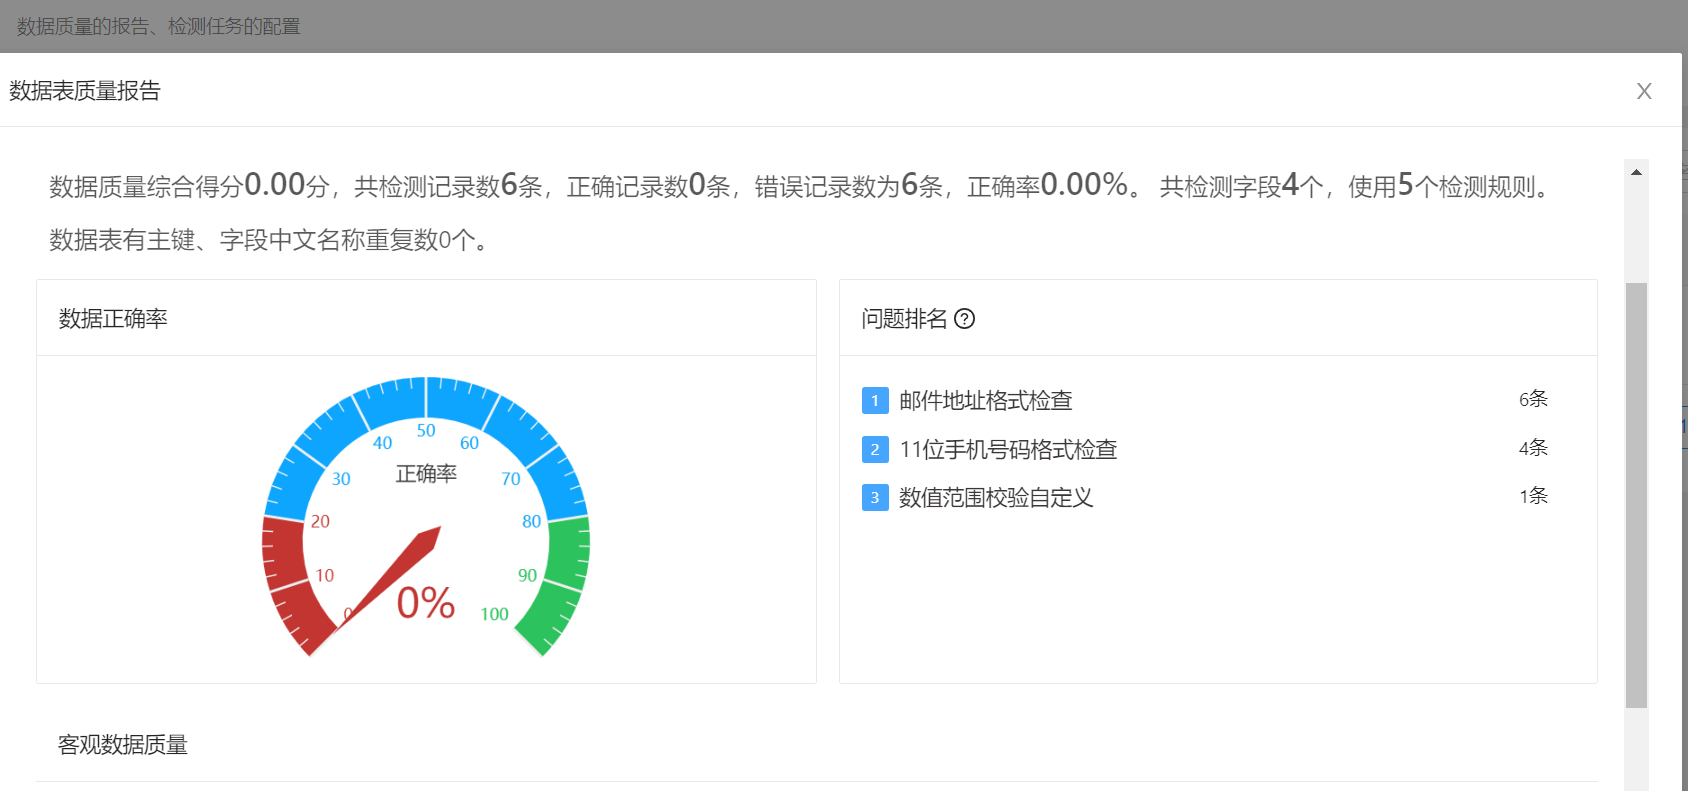 数据质量的报告、检测任务的配置
数据表质量报告
X
数据质量综合得分0.00分，共检测记录数6条，正确记录数0条，错误记录数为6条，正确率0.00%。 共检测字段4个，使用5个检测规则。
数据表有主键、字段中文名称重复数0个。
数据正确率
0
10
20
30
40
50
60
70
80
90
100
正确率
0%
问题排名 ?
1 邮件地址格式检查 6条
2 11位手机号码格式检查 4条
3 数值范围校验自定义 1条
客观数据质量